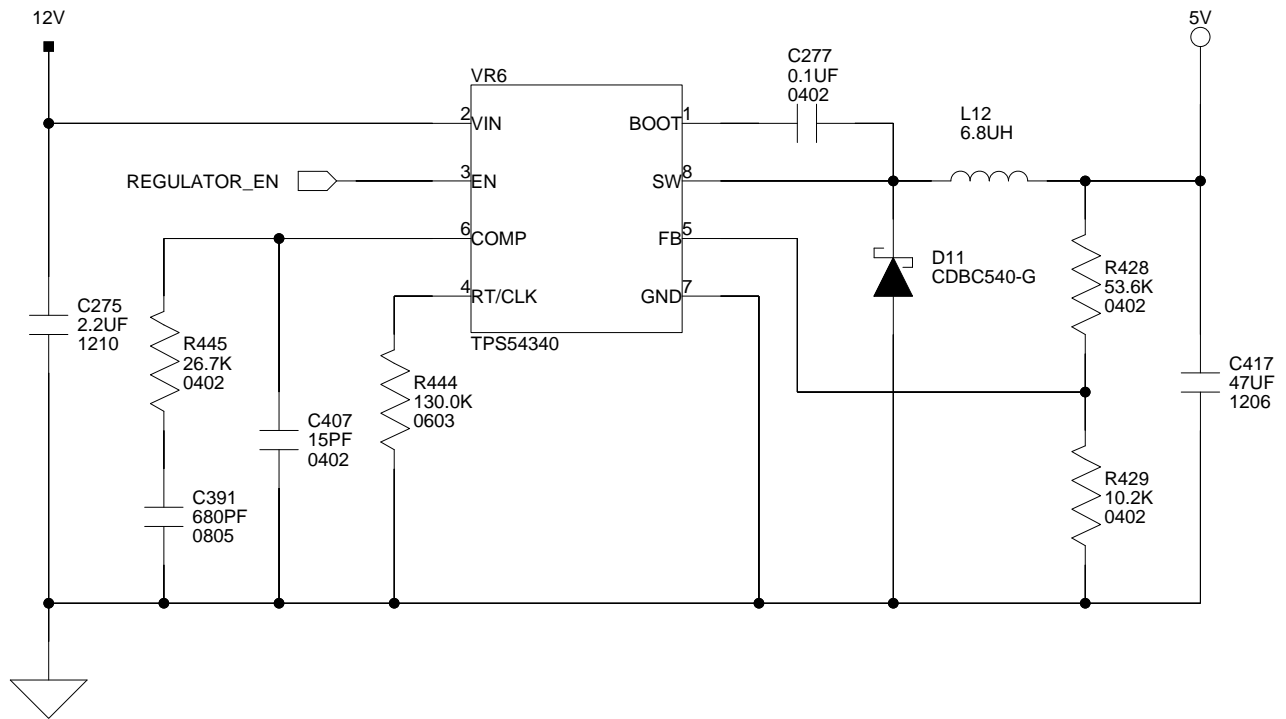 12V
5V
C277
0.1UF
0402
VR6
L12
6.8UH
2
VIN
BOOT
1
REGULATOR_EN
3
EN
SW
8
6
COMP
FB
5
D11
CDBC540-G
4
RT/CLK
GND
7
TPS54340
R428
53.6K
0402
C275
2.2UF
1210
R445
26.7K
0402
R444
130.0K
0603
C417
47UF
1206
C407
15PF
0402
R429
10.2K
0402
C391
680PF
0805